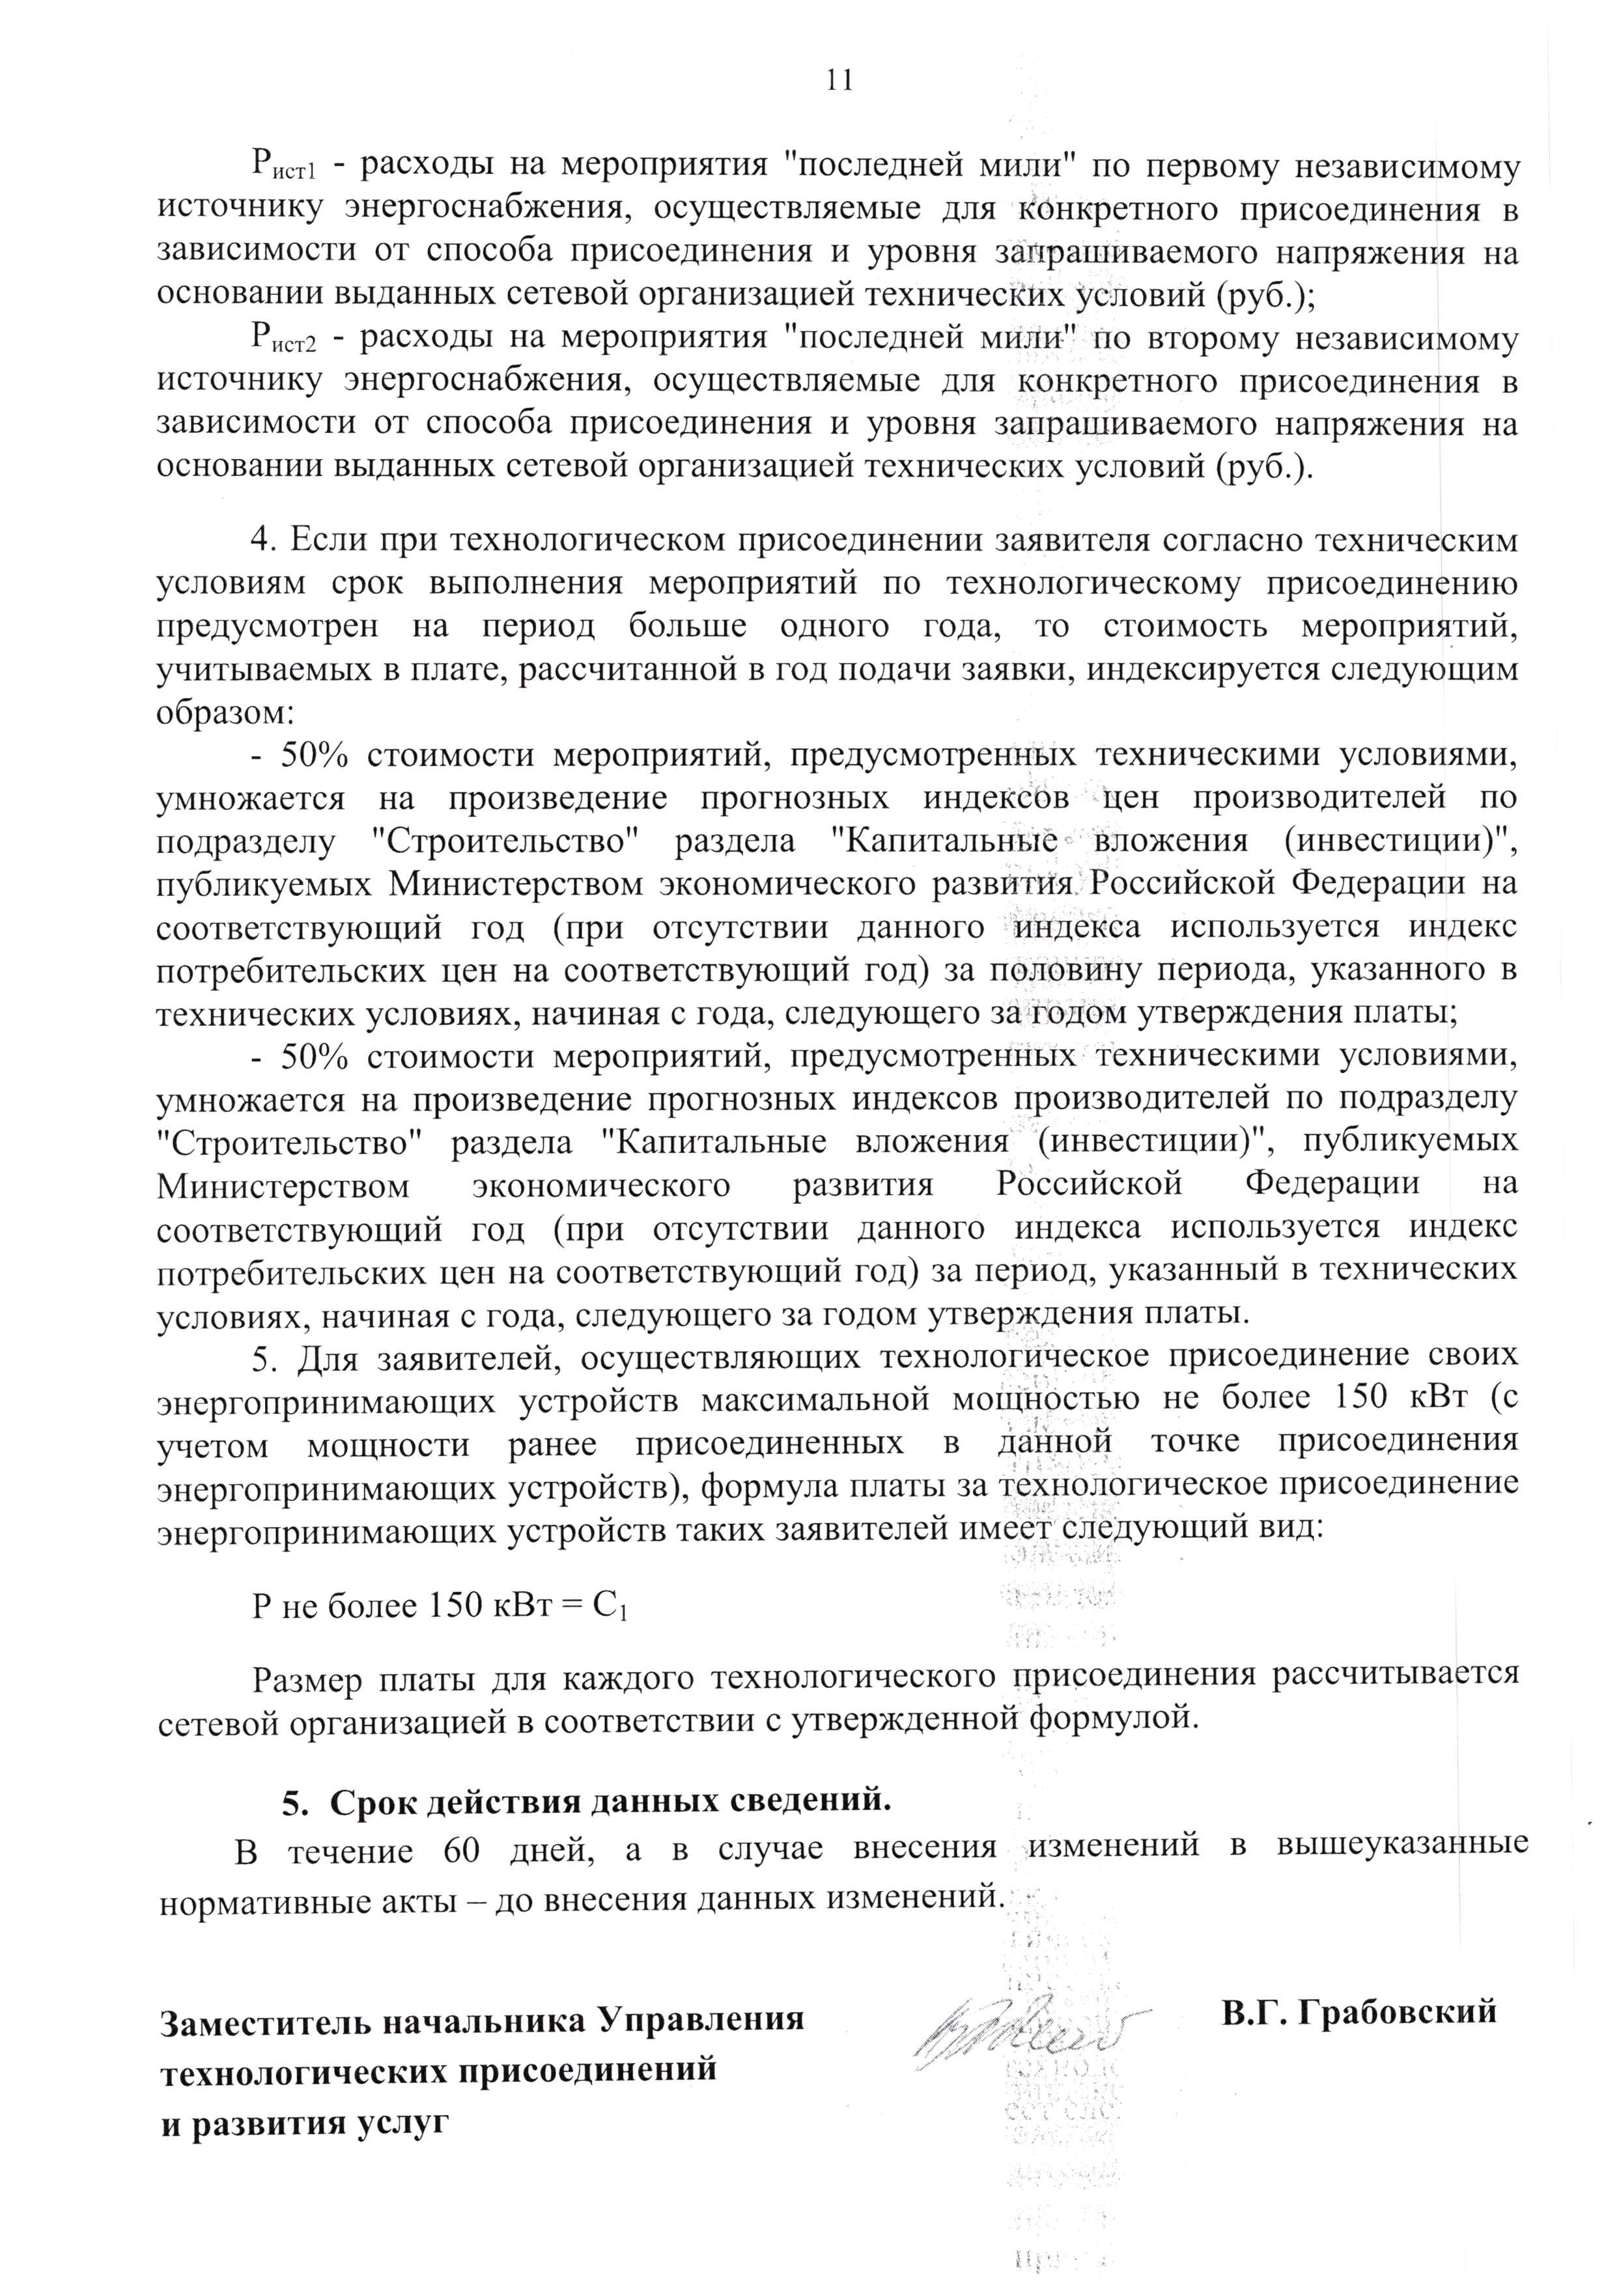 11
Рист1 - расходы на мероприятия "последней мили" по первому независимому
источнику энергоснабжения, осуществляемые для конкретного присоединения в
зависимости от способа присоединения и уровня запрашиваемого напряжения на
основании выданных сетевой организацией технических условий (руб.);
Рист2 - расходы на мероприятия "последней мили" по второму независимому
источнику энергоснабжения, осуществляемые для конкретного присоединения в
зависимости от способа присоединения и уровня запрашиваемого напряжения на
основании выданных сетевой организацией технических условий (руб.).
4. Если при технологическом присоединении заявителя согласно техническим
условиям срок выполнения мероприятий по технологическому присоединению
предусмотрен на период больше одного года, то стоимость мероприятий,
учитываемых в плате, рассчитанной в год подачи заявки, индексируется следующим
образом:
- 50% стоимости мероприятий, предусмотренных техническими условиями,
умножается на произведение прогнозных индексов цен производителей по
подразделу "Строительство" раздела "Капитальные вложения (инвестиции)",
публикуемых Министерством экономического развития Российской Федерации на
соответствующий год (при отсутствии данного индекса используется индекс
потребительских цен на соответствующий год) за половину периода, указанного в
технических условиях, начиная с года, следующего за годом утверждения платы;
- 50% стоимости мероприятий, предусмотренных техническими условиями,
умножается на произведение прогнозных индексов производителей по подразделу
"Строительство" раздела "Капитальные вложения (инвестиции)", публикуемых
Министерством экономического развития Российской Федерации на
соответствующий год (при отсутствии данного индекса используется индекс
потребительских цен на соответствующий год) за период, указанный в технических
условиях, начиная с года, следующего за годом утверждения платы.
5. Для заявителей, осуществляющих технологическое присоединение своих
энергопринимающих устройств максимальной мощностью не более 150 кВт (с
учетом мощности ранее присоединенных в данной точке присоединения
энергопринимающих устройств), формула платы за технологическое присоединение
энергопринимающих устройств таких заявителей имеет следующий вид:
Р не более 150 кВт = С1
Размер платы для каждого технологического присоединения рассчитывается
сетевой организацией в соответствии с утвержденной формулой.
5. Срок действия данных сведений.
В течение 60 дней, а в случае внесения изменений в вышеуказанные
нормативные акты – до внесения данных изменений.
Заместитель начальника Управления В.Г. Грабовский
технологических присоединений
и развития услуг